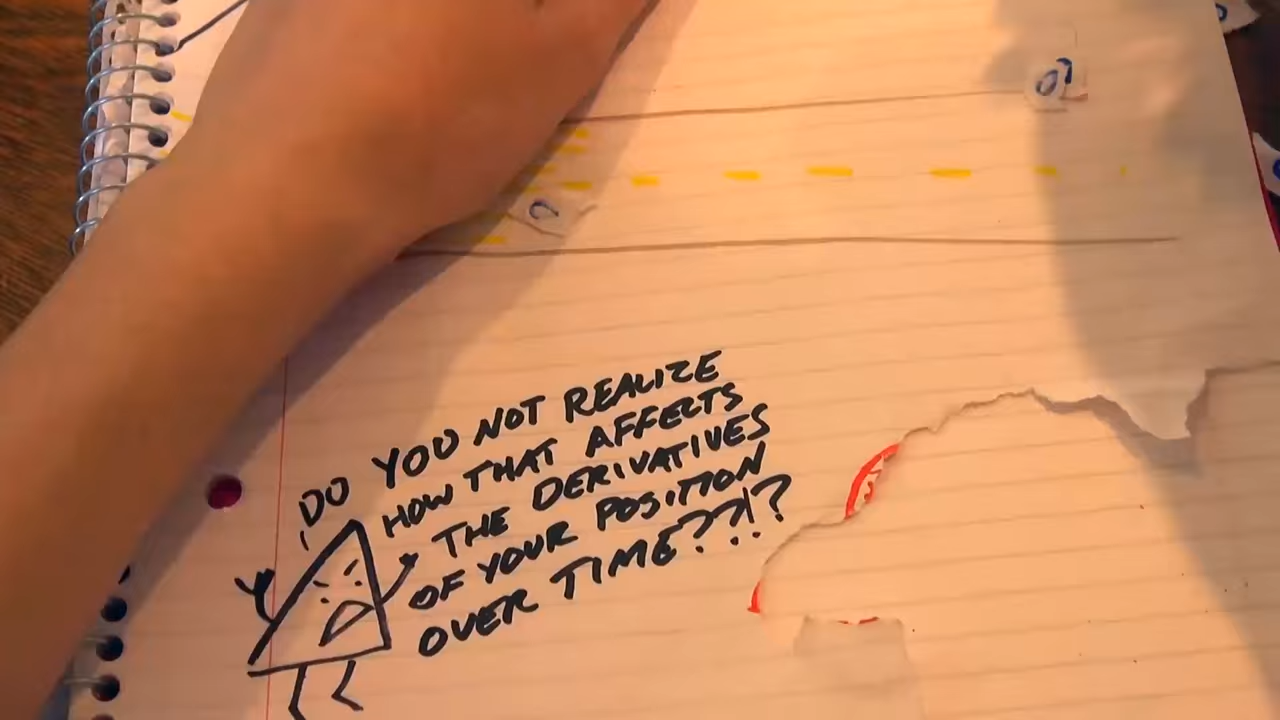 DO YOU NOT REALIZE
HOW THAT AFFECTS
THE DERIVATIVES
OF YOUR POSITION
OVER TIME??!?